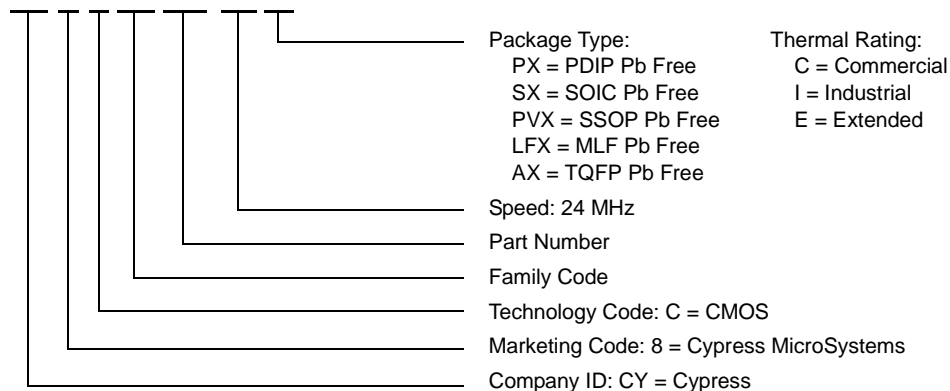 Package Type: Thermal Rating:
PX = PDIP Pb Free C = Commercial
SX = SOIC Pb Free I = Industrial
PVX = SSOP Pb Free E = Extended
LFX = MLF Pb Free
AX = TQFP Pb Free
Speed: 24 MHz
Part Number
Family Code
Technology Code: C = CMOS
Marketing Code: 8 = Cypress MicroSystems
Company ID: CY = Cypress